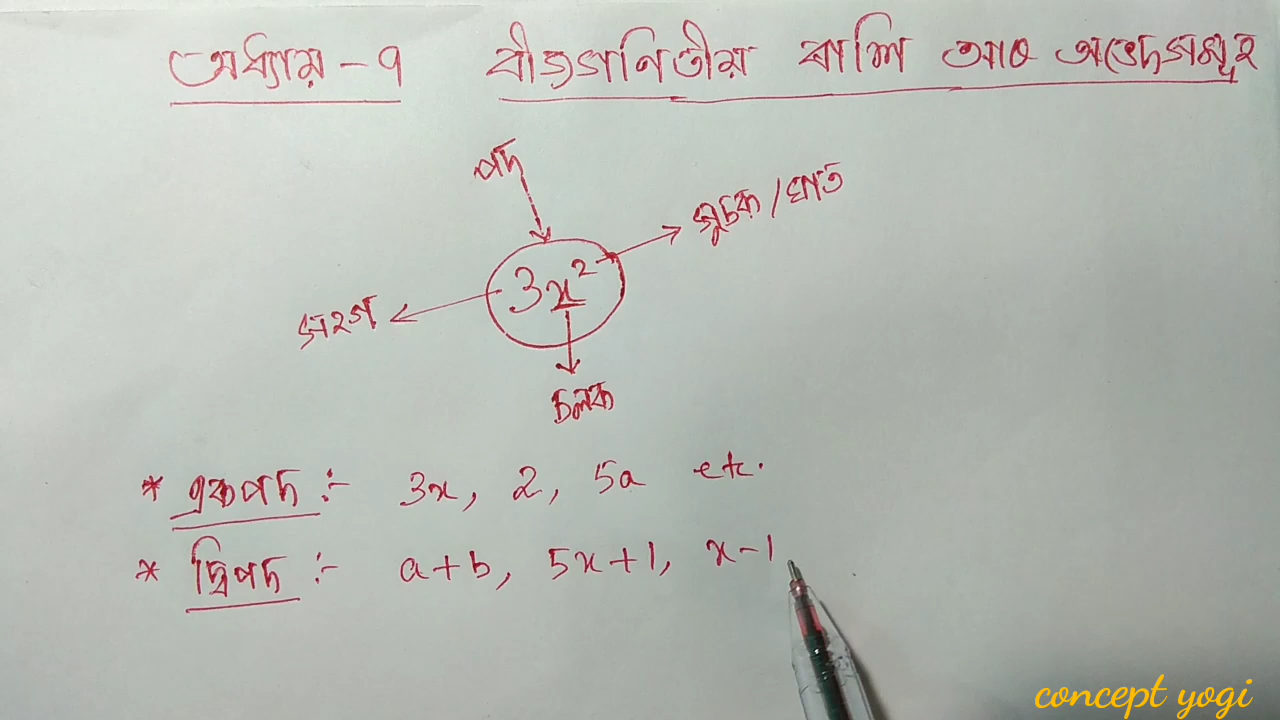 অধ্যায় - ৭ বীজগণিতীয় ৰাশি আৰু অভেদসমূহ
পদ
সূচক / ঘাত
3x²
সহগ
চলক
* একপদ :- 3x, 2, 5a etc.
* দ্বিপদ :- a+b, 5x+1, x-1
concept yogi